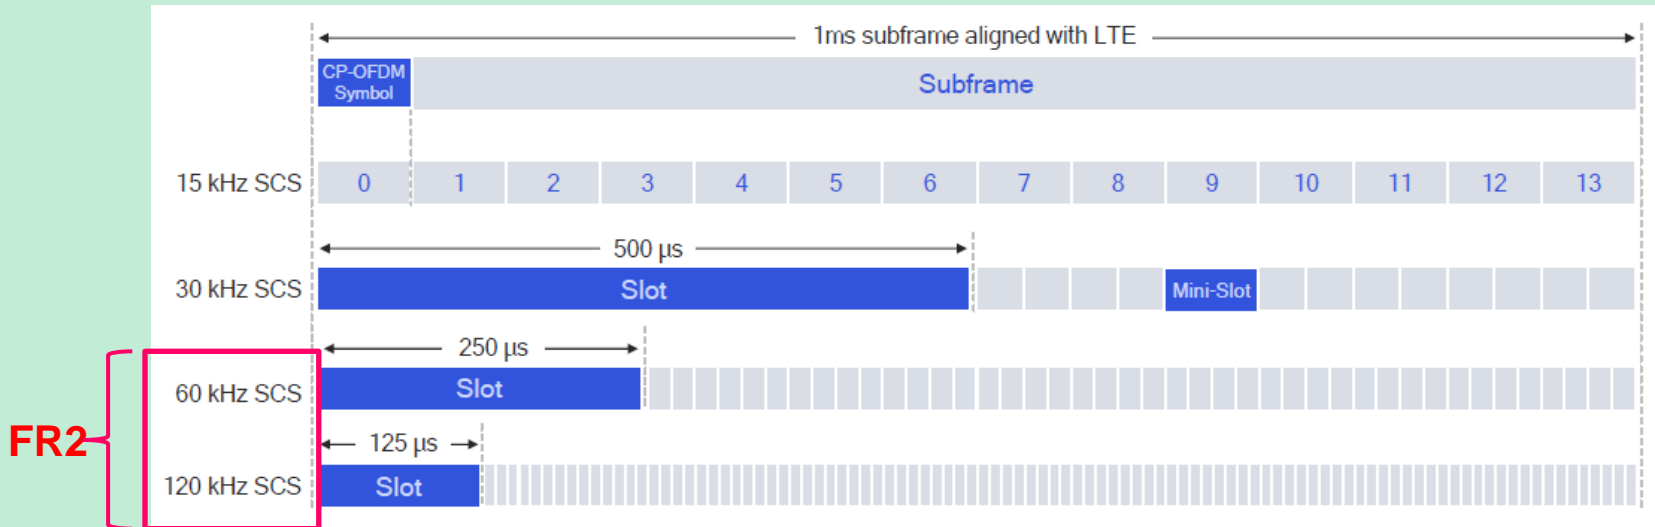 1ms subframe aligned with LTE
CP-OFDM
Symbol
Subframe
15 kHz SCS
0 1 2 3 4 5 6 7 8 9 10 11 12 13
500 µs
30 kHz SCS
Slot
Mini-Slot
250 µs
60 kHz SCS
Slot
FR2
125 µs
120 kHz SCS
Slot